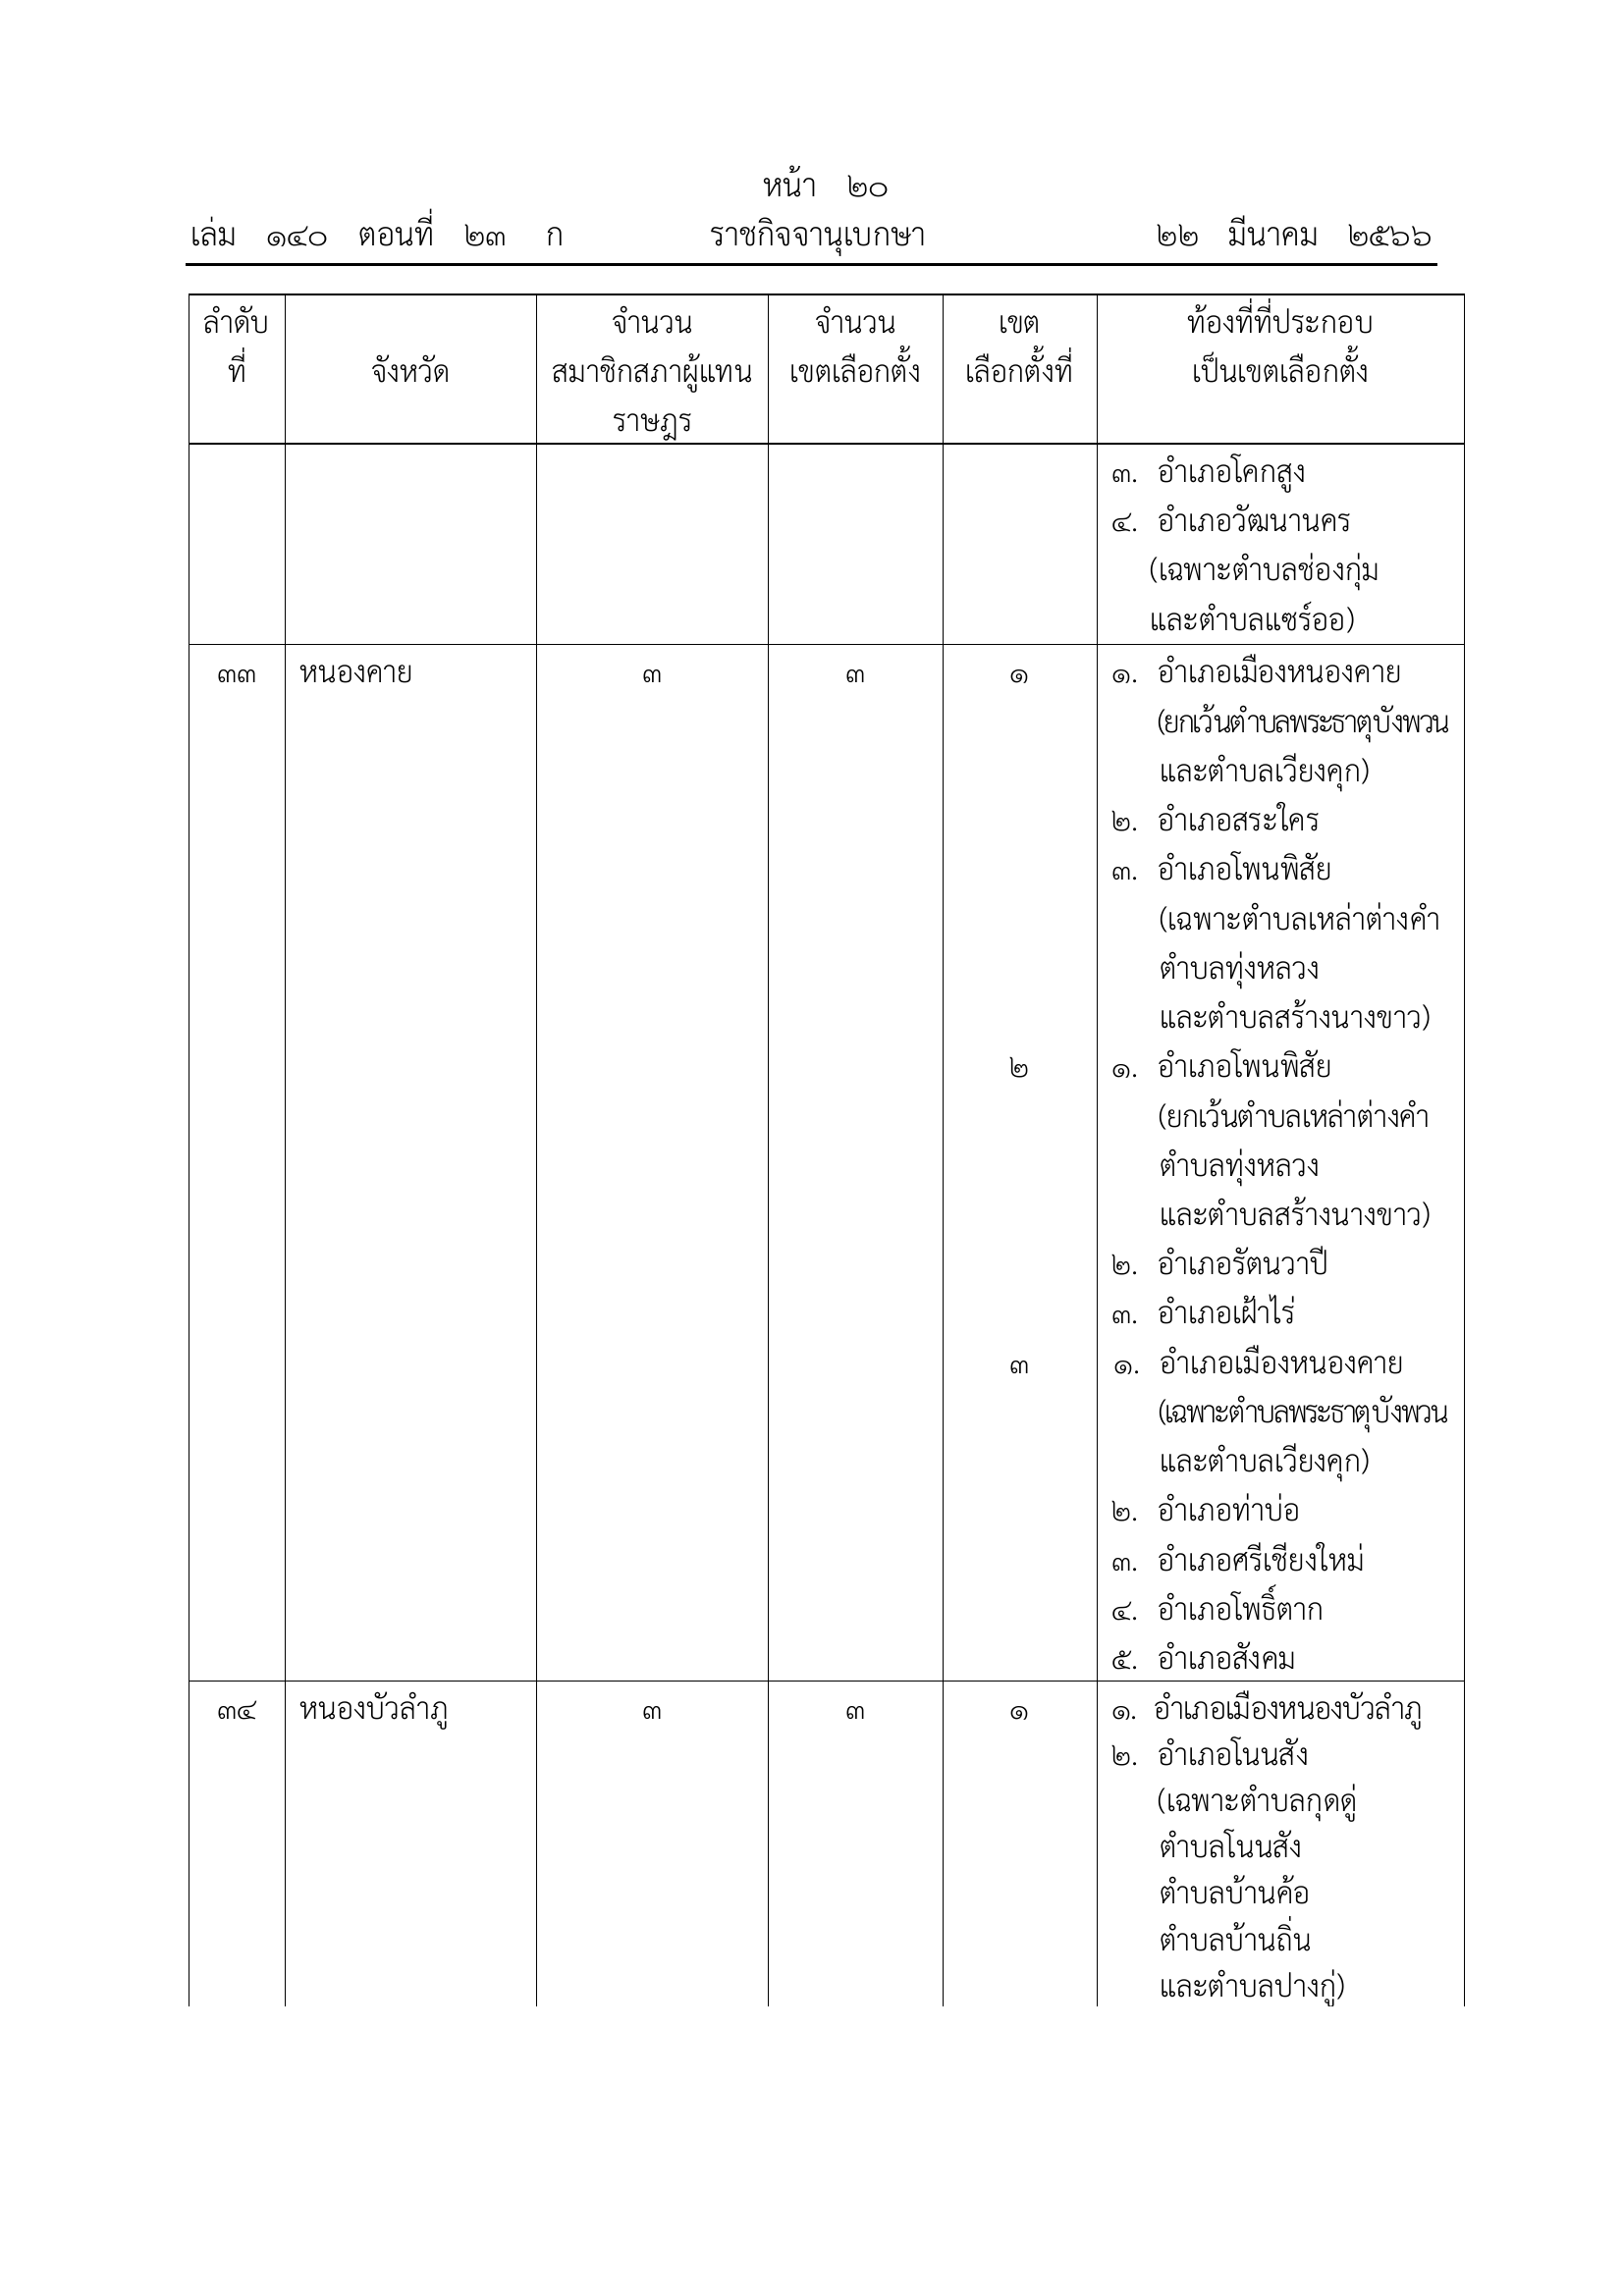 หน้า ๒๐
เล่ม ๑๔๐ ตอนที่ ๒๓ ก ราชกิจจานุเบกษา ๒๒ มีนาคม ๒๕๖๖
ลำดับ จำนวน จำนวน เขต ท้องที่ที่ประกอบ
ที่ จังหวัด สมาชิกสภาผู้แทน เขตเลือกตั้ง เลือกตั้งที่ เป็นเขตเลือกตั้ง
ราษฎร
๓. อำเภอโคกสูง
๔. อำเภอวัฒนานคร
(เฉพาะตำบลช่องกุ่ม
และตำบลแซร์ออ)
๓๓ หนองคาย ๓ ๓ ๑ ๑. อำเภอเมืองหนองคาย
(ยกเว้นตำบลพระธาตุบังพวน
และตำบลเวียงคุก)
๒. อำเภอสระใคร
๓. อำเภอโพนพิสัย
(เฉพาะตำบลเหล่าต่างคำ
ตำบลทุ่งหลวง
และตำบลสร้างนางขาว)
๒ ๑. อำเภอโพนพิสัย
(ยกเว้นตำบลเหล่าต่างคำ
ตำบลทุ่งหลวง
และตำบลสร้างนางขาว)
๒. อำเภอรัตนวาปี
๓. อำเภอเฝ้าไร่
๓ ๑. อำเภอเมืองหนองคาย
(เฉพาะตำบลพระธาตุบังพวน
และตำบลเวียงคุก)
๒. อำเภอท่าบ่อ
๓. อำเภอศรีเชียงใหม่
๔. อำเภอโพธิ์ตาก
๕. อำเภอสังคม
๓๔ หนองบัวลำภู ๓ ๓ ๑ ๑. อำเภอเมืองหนองบัวลำภู
๒. อำเภอโนนสัง
(เฉพาะตำบลกุดดู่
ตำบลโนนสัง
ตำบลบ้านค้อ
ตำบลบ้านถิ่น
และตำบลปางกู่)